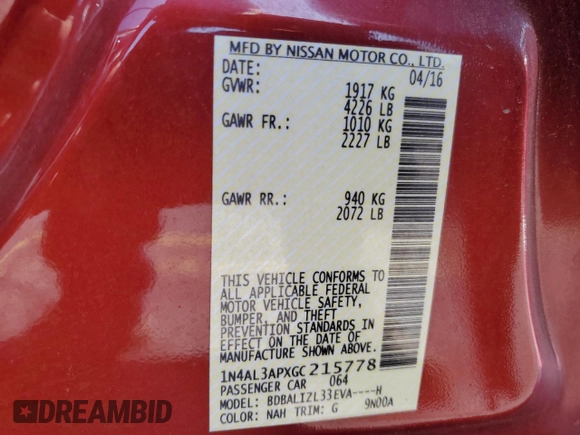 MFD BY NISSAN MOTOR CO., LTD.
DATE: 04/16
GVWR: 1917 KG
4226 LB
GAWR FR.: 1010 KG
2227 LB
GAWR RR.: 940 KG
2072 LB
THIS VEHICLE CONFORMS TO
ALL APPLICABLE FEDERAL
MOTOR VEHICLE SAFETY,
BUMPER, AND THEFT
PREVENTION STANDARDS IN
EFFECT ON THE DATE OF
MANUFACTURE SHOWN ABOVE.
1N4AL3APXGC215778
PASSENGER CAR 064
MODEL: BDBALIZL33EVA----H
COLOR: NAH TRIM: G 9N00A
DREAMBID